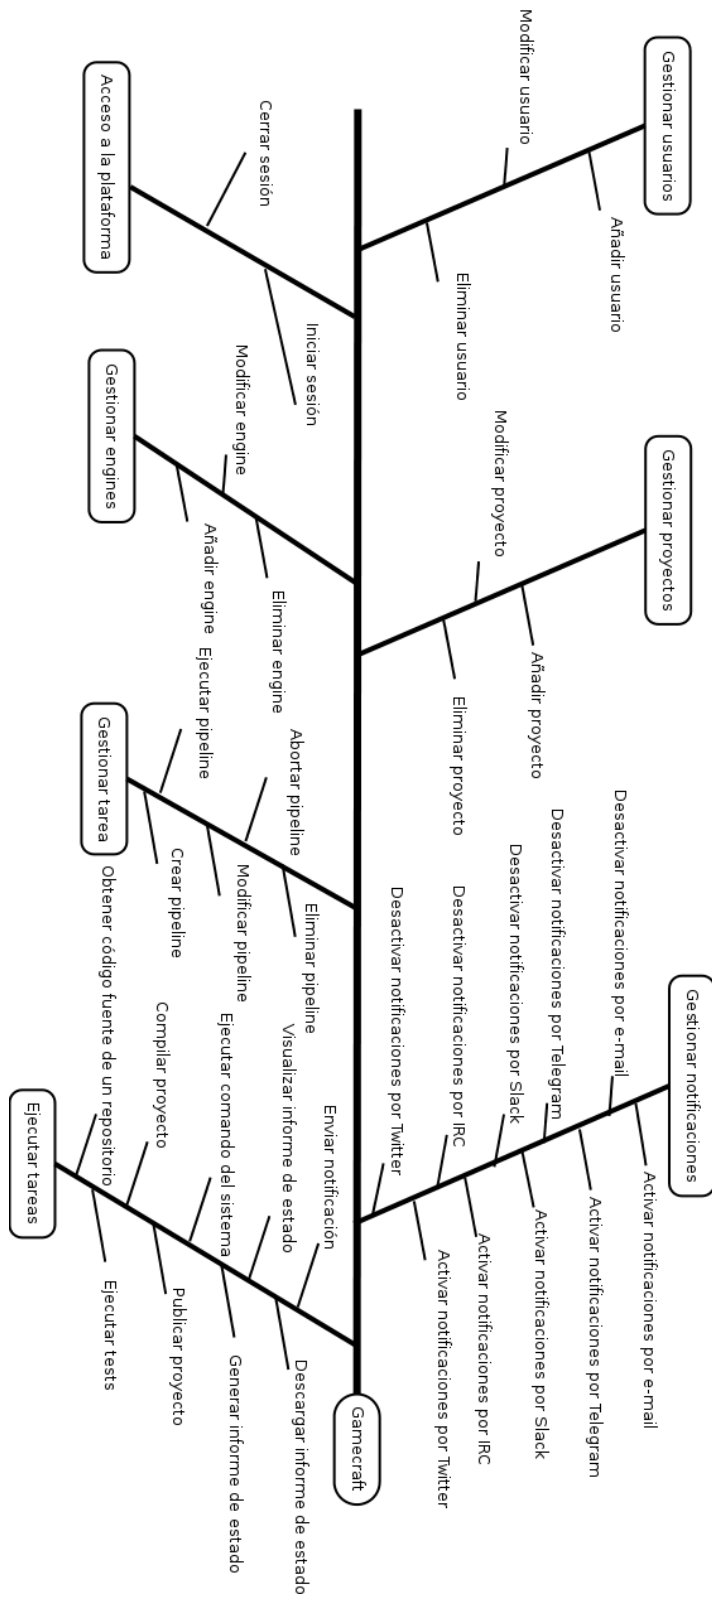 Gestionar usuarios
Modificar usuario
Añadir usuario
Eliminar usuario
Gestionar proyectos
Modificar proyecto
Añadir proyecto
Eliminar proyecto
Gestionar notificaciones
Desactivar notificaciones por e-mail
Desactivar notificaciones por Telegram
Desactivar notificaciones por Slack
Desactivar notificaciones por IRC
Desactivar notificaciones por Twitter
Activar notificaciones por e-mail
Activar notificaciones por Telegram
Activar notificaciones por Slack
Activar notificaciones por IRC
Activar notificaciones por Twitter
Gamecraft
Cerrar sesión
Iniciar sesión
Acceso a la plataforma
Modificar engine
Eliminar engine
Añadir engine
Gestionar engines
Abortar pipeline
Eliminar pipeline
Ejecutar pipeline
Modificar pipeline
Crear pipeline
Gestionar tarea
Enviar notificación
Visualizar informe de estado
Ejecutar comando del sistema
Compilar proyecto
Obtener código fuente de un repositorio
Descargar informe de estado
Generar informe de estado
Publicar proyecto
Ejecutar tests
Ejecutar tareas